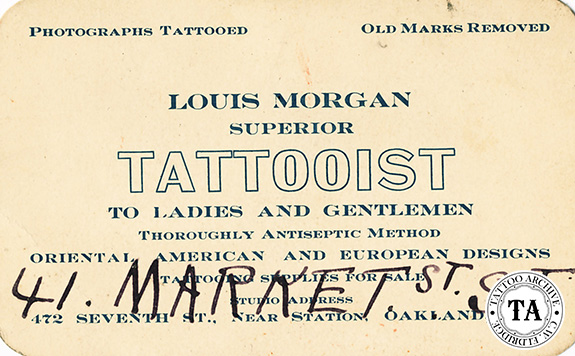 PHOTOGRAPHS TATTOOED OLD MARKS REMOVED
LOUIS MORGAN
SUPERIOR
TATTOOIST
TO LADIES AND GENTLEMEN
THOROUGHLY ANTISEPTIC METHOD
ORIENTAL, AMERICAN AND EUROPEAN DESIGNS
TATTOOING SUPPLIES FOR SALE
41. MARKET ST. S.F.
STUDIO ADDRESS
472 SEVENTH ST., NEAR STATION, OAKLAND
TATTOO ARCHIVE
TA
C.W. ELDRIDGE